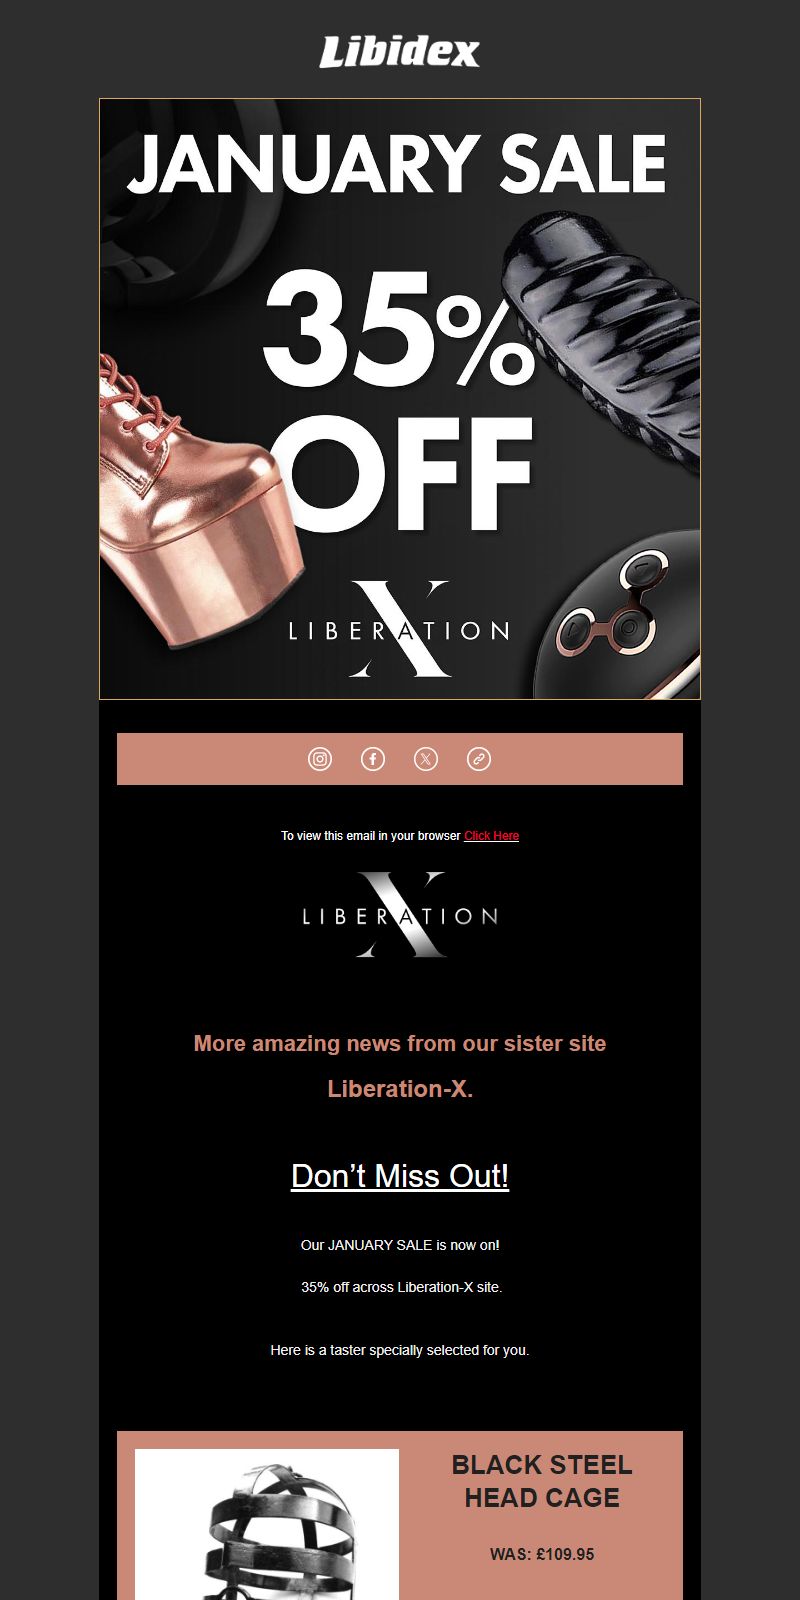 Libidex
JANUARY SALE
35%
OFF
LIBERATION
X
To view this email in your browser Click Here
LIBERATION
X
More amazing news from our sister site
Liberation-X.
Don’t Miss Out!
Our JANUARY SALE is now on!
35% off across Liberation-X site.
Here is a taster specially selected for you.
BLACK STEEL
HEAD CAGE
WAS: £109.95